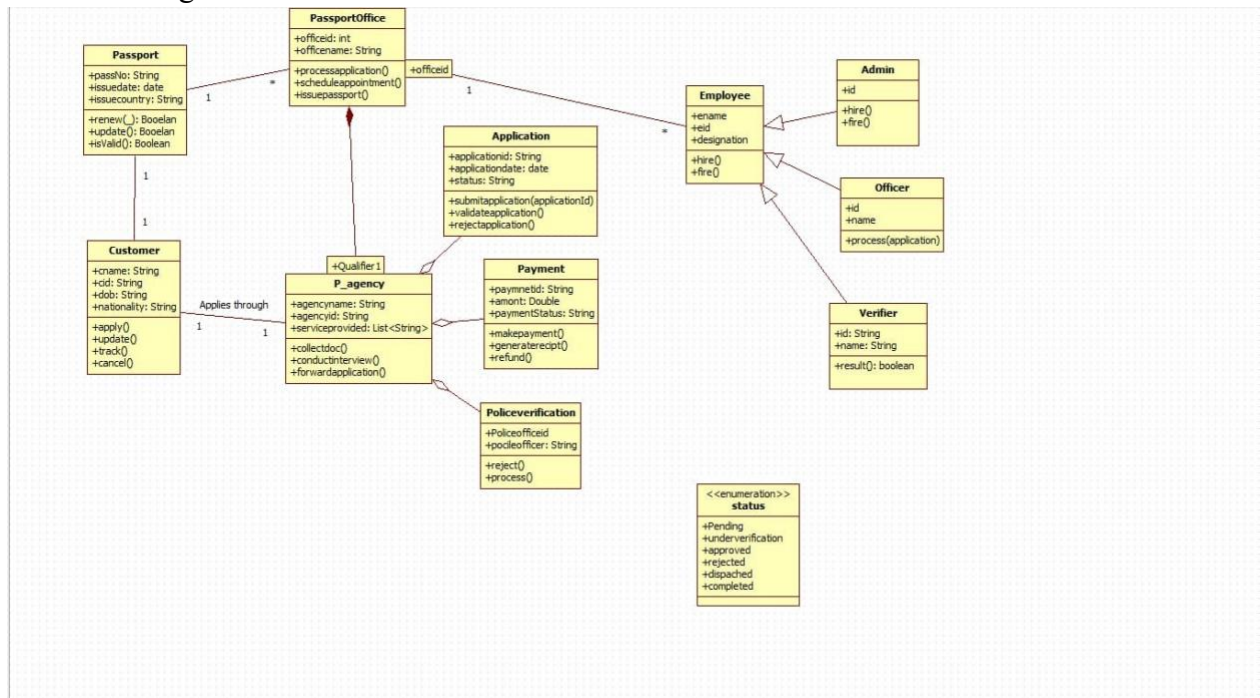 PassportOffice
+officeid: int
+officename: String
+processapplication()
+scheduleappointment()
+issuepassport()
+officeid
Passport
+passNo: String
+issuedate: date
+issuecountry: String
+renew(_): Booelan
+update(): Booelan
+isValid(): Boolean
1
*
1
*
1
1
Employee
+ename
+eid
+designation
+hire()
+fire()
Admin
+id
+hire()
+fire()
Application
+applicationid: String
+applicationdate: date
+status: String
+submitapplication(applicationId)
+validateapplication()
+rejectapplication()
Officer
+id
+name
+process(application)
Customer
+cname: String
+cid: String
+dob: String
+nationality: String
+apply()
+update()
+track()
+cancel()
Applies through
1
1
+Qualifier1
P_agency
+agencyname: String
+agencyid: String
+serviceprovided: List<String>
+collectdoc()
+conductinterview()
+forwardapplication()
Payment
+paymnetid: String
+amont: Double
+paymentStatus: String
+makepayment()
+generaterecipt()
+refund()
Verifier
+id: String
+name: String
+result(): boolean
Policeverification
+Policeofficeid
+pocileofficer: String
+reject()
+process()
<<enumeration>>
status
+Pending
+underverification
+approved
+rejected
+dispached
+completed